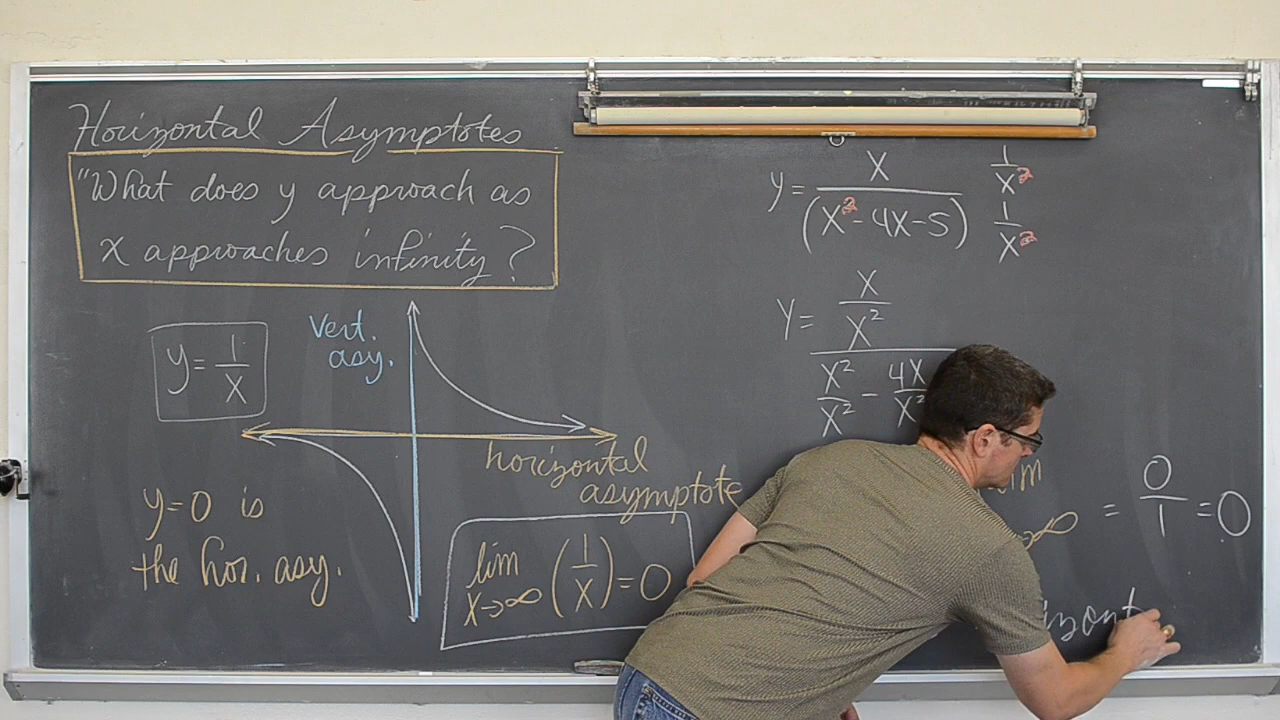 Horizontal Asymptotes
"What does y approach as
x approaches infinity?
y = 1/x
Vert.
asy.
horizontal
asymptote
y=0 is
the hor. asy.
lim x→∞ (1/x) = 0
y = x/(x²-4x-5) 1/x² 1/x²
y = x/x²
x²/x² - 4x/x²
∞ = 0/1 = 0